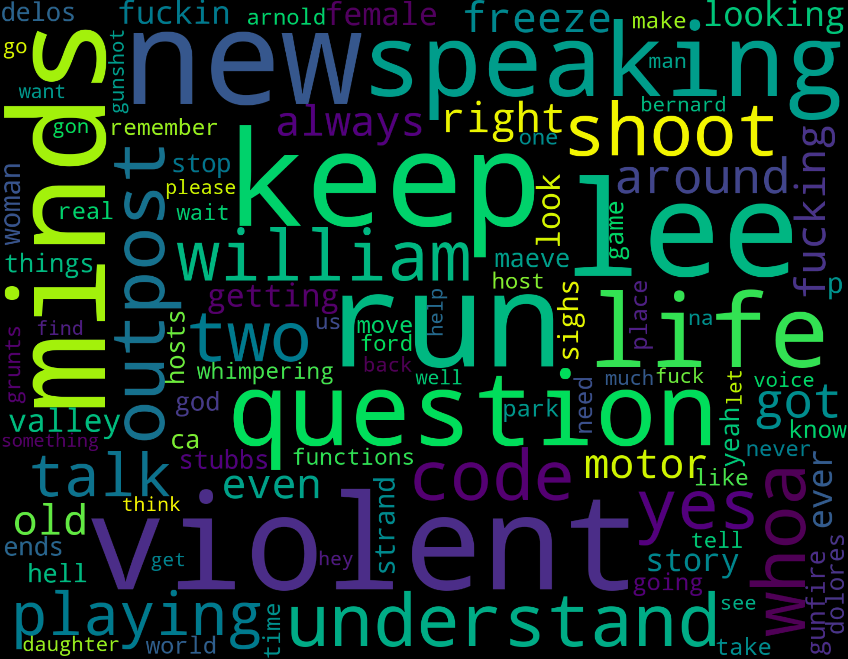 delos
fuckin
arnold
female
freeze
make
looking
go
new
speaking
minds
gunshot
want
man
bernard
gon
remember
always
right
one
shoot
fucking
woman
outpost
stop
keep
look
lee
around
please
real
wait
game
things
william
maeve
host
p
getting
hosts
two
us
move
help
run
sighs
life
place
na
grunts
find
ford
back
whimpering
well
much
fuck
let
voice
god
question
park
need
yeah
got
know
valley
something
ca
stubbs
functions
never
talk
even
strand
code
motor
like
yes
whoa
ever
think
old
violent
ends
get
hey
tell
story
hell
going
gunfire
dolores
playing
time
understand
see
daughter
world
take